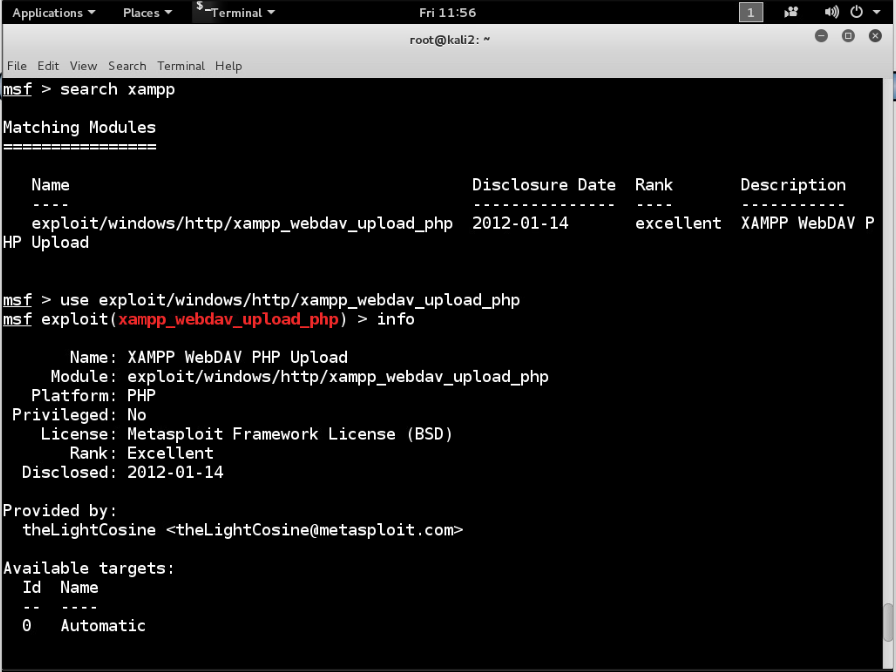 Applications Places $_ Terminal Fri 11:56 1
root@kali2: ~
File Edit View Search Terminal Help
msf > search xampp
Matching Modules
================
Name Disclosure Date Rank Description
---- --------------- ---- -----------
exploit/windows/http/xampp_webdav_upload_php 2012-01-14 excellent XAMPP WebDAV P
HP Upload
msf > use exploit/windows/http/xampp_webdav_upload_php
msf exploit(xampp_webdav_upload_php) > info
Name: XAMPP WebDAV PHP Upload
Module: exploit/windows/http/xampp_webdav_upload_php
Platform: PHP
Privileged: No
License: Metasploit Framework License (BSD)
Rank: Excellent
Disclosed: 2012-01-14
Provided by:
theLightCosine <theLightCosine@metasploit.com>
Available targets:
Id Name
-- ----
0 Automatic